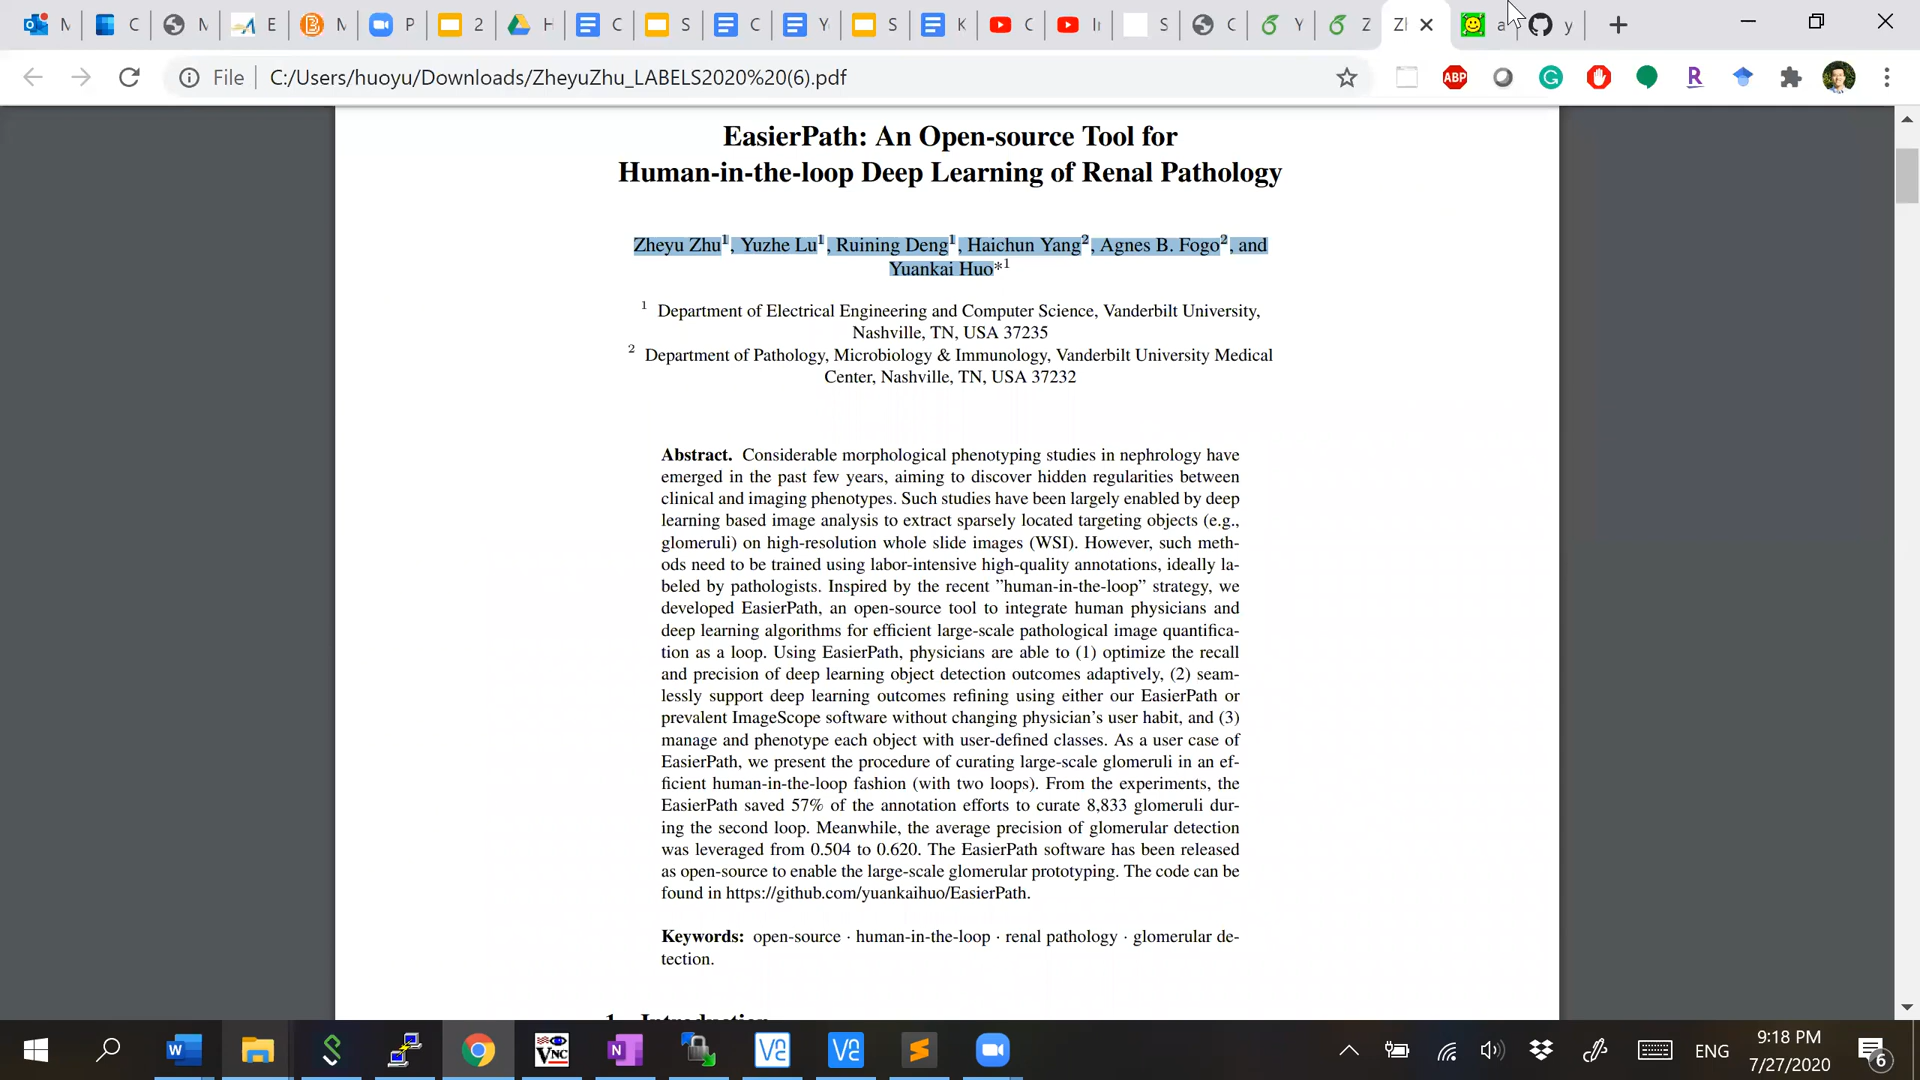 M
C
M
E
M
P
2
H
C
S
C
Y
S
K
C
Ir
S
C
Y
Z
Zh
a
y
File
C:/Users/huoyu/Downloads/ZheyuZhu_LABELS2020%20(6).pdf
ABP
EasierPath: An Open-source Tool for
Human-in-the-loop Deep Learning of Renal Pathology
Zheyu Zhu1, Yuzhe Lu1, Ruining Deng1, Haichun Yang2, Agnes B. Fogo2, and
Yuankai Huo*1
1 Department of Electrical Engineering and Computer Science, Vanderbilt University,
Nashville, TN, USA 37235
2 Department of Pathology, Microbiology & Immunology, Vanderbilt University Medical
Center, Nashville, TN, USA 37232
Abstract. Considerable morphological phenotyping studies in nephrology have
emerged in the past few years, aiming to discover hidden regularities between
clinical and imaging phenotypes. Such studies have been largely enabled by deep
learning based image analysis to extract sparsely located targeting objects (e.g.,
glomeruli) on high-resolution whole slide images (WSI). However, such meth-
ods need to be trained using labor-intensive high-quality annotations, ideally la-
beled by pathologists. Inspired by the recent ”human-in-the-loop” strategy, we
developed EasierPath, an open-source tool to integrate human physicians and
deep learning algorithms for efficient large-scale pathological image quantifica-
tion as a loop. Using EasierPath, physicians are able to (1) optimize the recall
and precision of deep learning object detection outcomes adaptively, (2) seam-
lessly support deep learning outcomes refining using either our EasierPath or
prevalent ImageScope software without changing physician's user habit, and (3)
manage and phenotype each object with user-defined classes. As a user case of
EasierPath, we present the procedure of curating large-scale glomeruli in an ef-
ficient human-in-the-loop fashion (with two loops). From the experiments, the
EasierPath saved 57% of the annotation efforts to curate 8,833 glomeruli dur-
ing the second loop. Meanwhile, the average precision of glomerular detection
was leveraged from 0.504 to 0.620. The EasierPath software has been released
as open-source to enable the large-scale glomerular prototyping. The code can be
found in https://github.com/yuankaihuo/EasierPath.
Keywords: open-source · human-in-the-loop · renal pathology · glomerular de-
tection.
1 Introduction
ENG
9:18 PM
7/27/2020
6